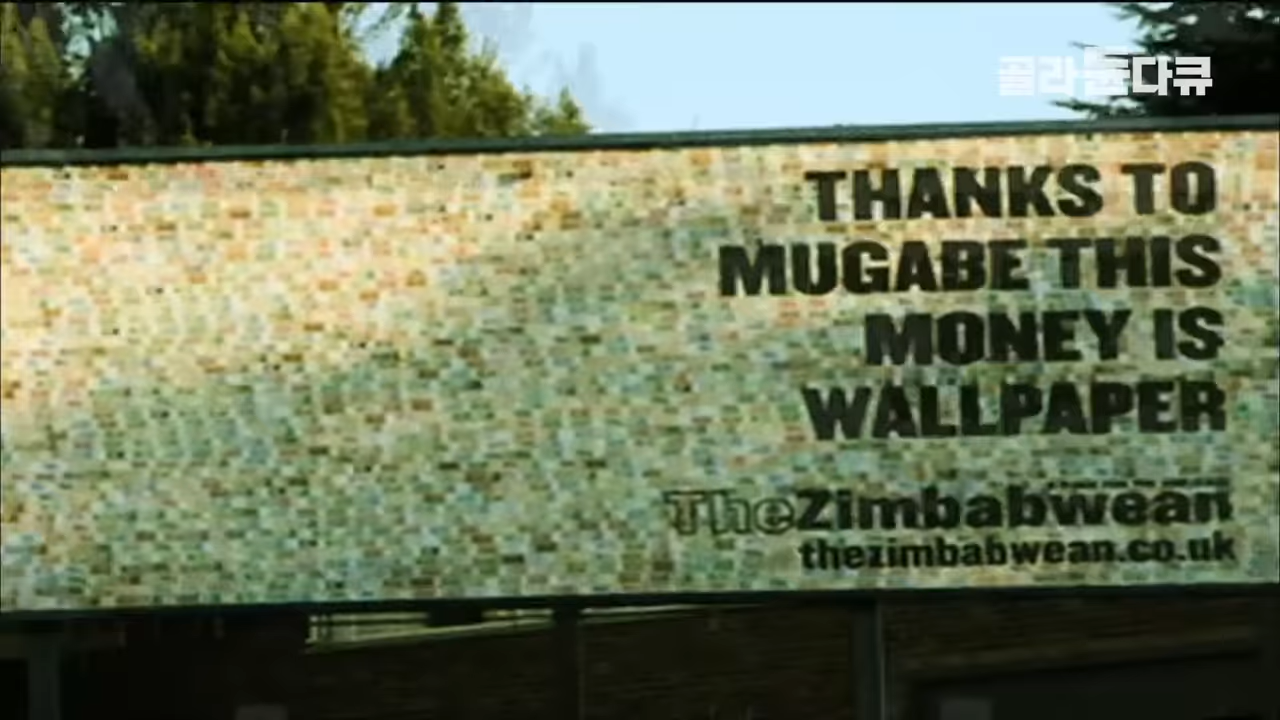 골라듄다큐
THANKS TO
MUGABE THIS
MONEY IS
WALLPAPER
TheZimbabwean
thezimbabwean.co.uk